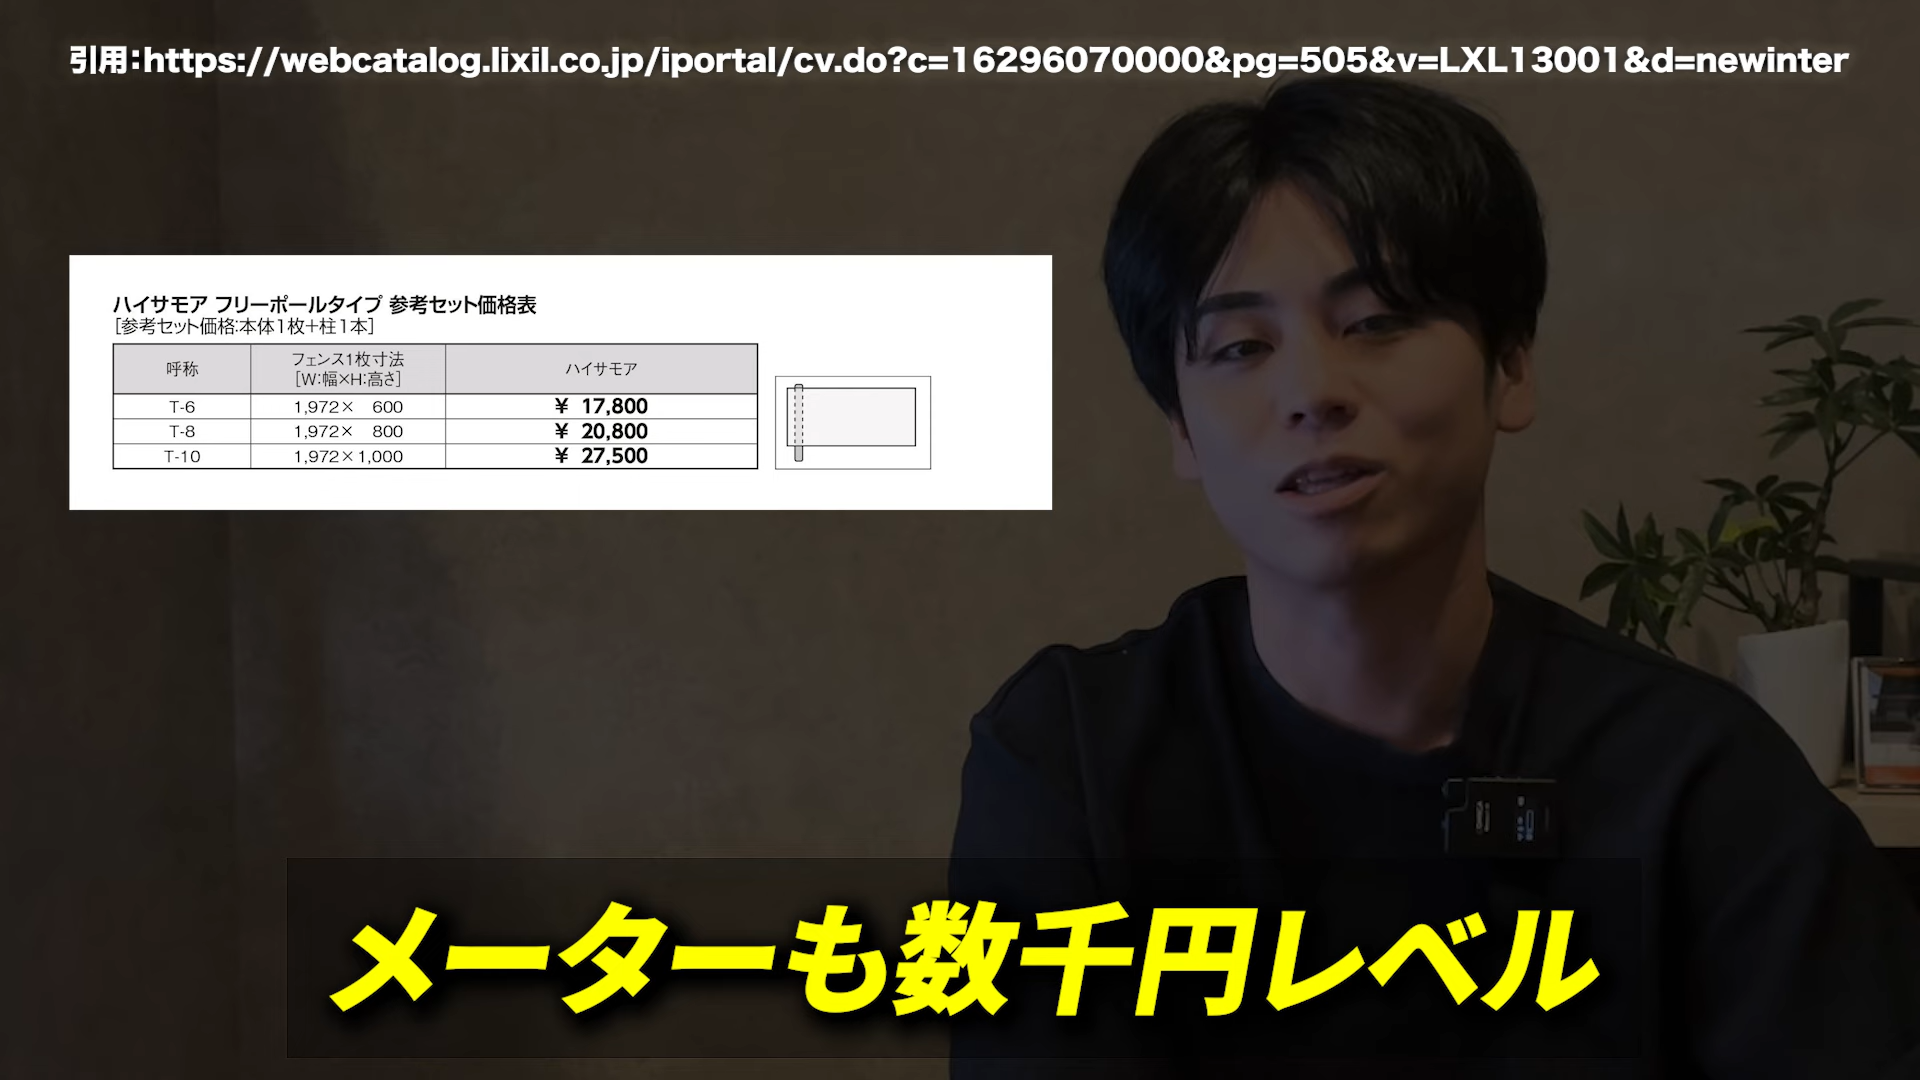 引用:https://webcatalog.lixil.co.jp/iportal/cv.do?c=16296070000&pg=505&v=LXL13001&d=newinter
ハイサモア フリーポールタイプ 参考セット価格表
[参考セット価格:本体1枚+柱1本]
呼称 フェンス1枚寸法 [W:幅×H:高さ] ハイサモア
T-6 1,972× 600 ¥ 17,800
T-8 1,972× 800 ¥ 20,800
T-10 1,972×1,000 ¥ 27,500
メーターも数千円レベル